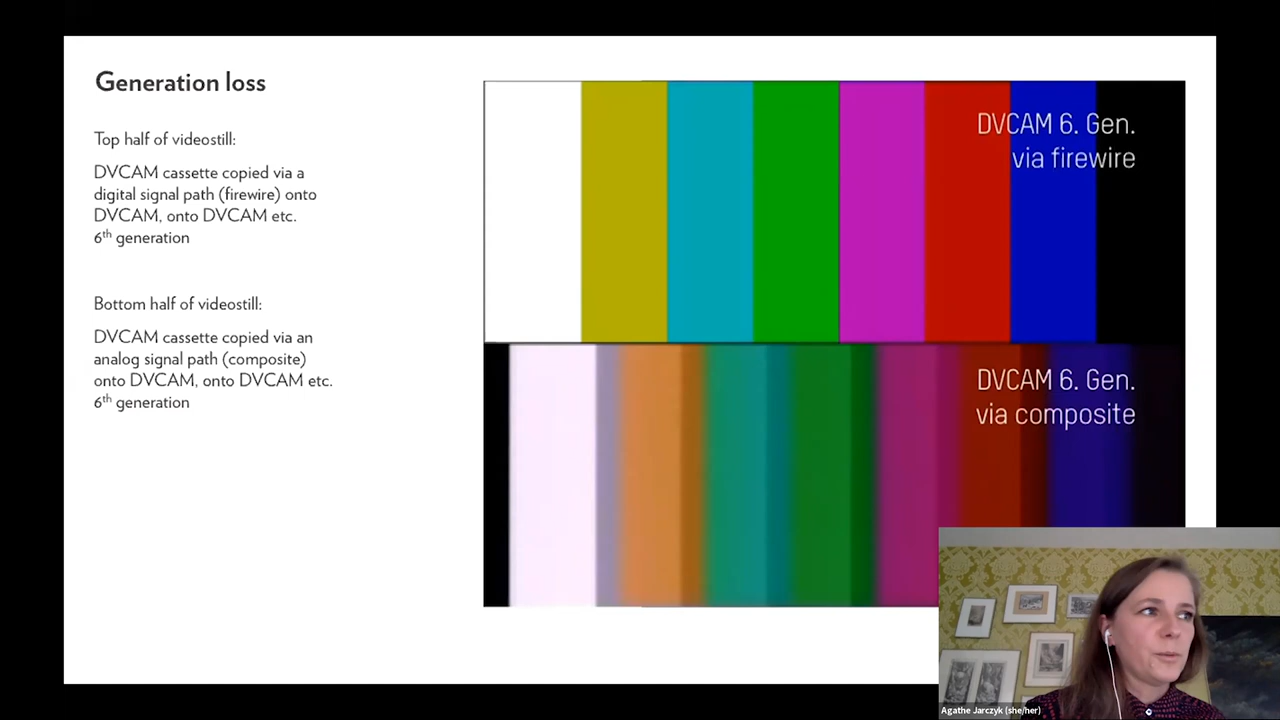 Generation loss
Top half of videostill:
DVCAM cassette copied via a
digital signal path (firewire) onto
DVCAM, onto DVCAM etc.
6th generation
Bottom half of videostill:
DVCAM cassette copied via an
analog signal path (composite)
onto DVCAM, onto DVCAM etc.
6th generation
DVCAM 6. Gen.
via firewire
DVCAM 6. Gen.
via composite
Agathe Jarczyk (she/her)